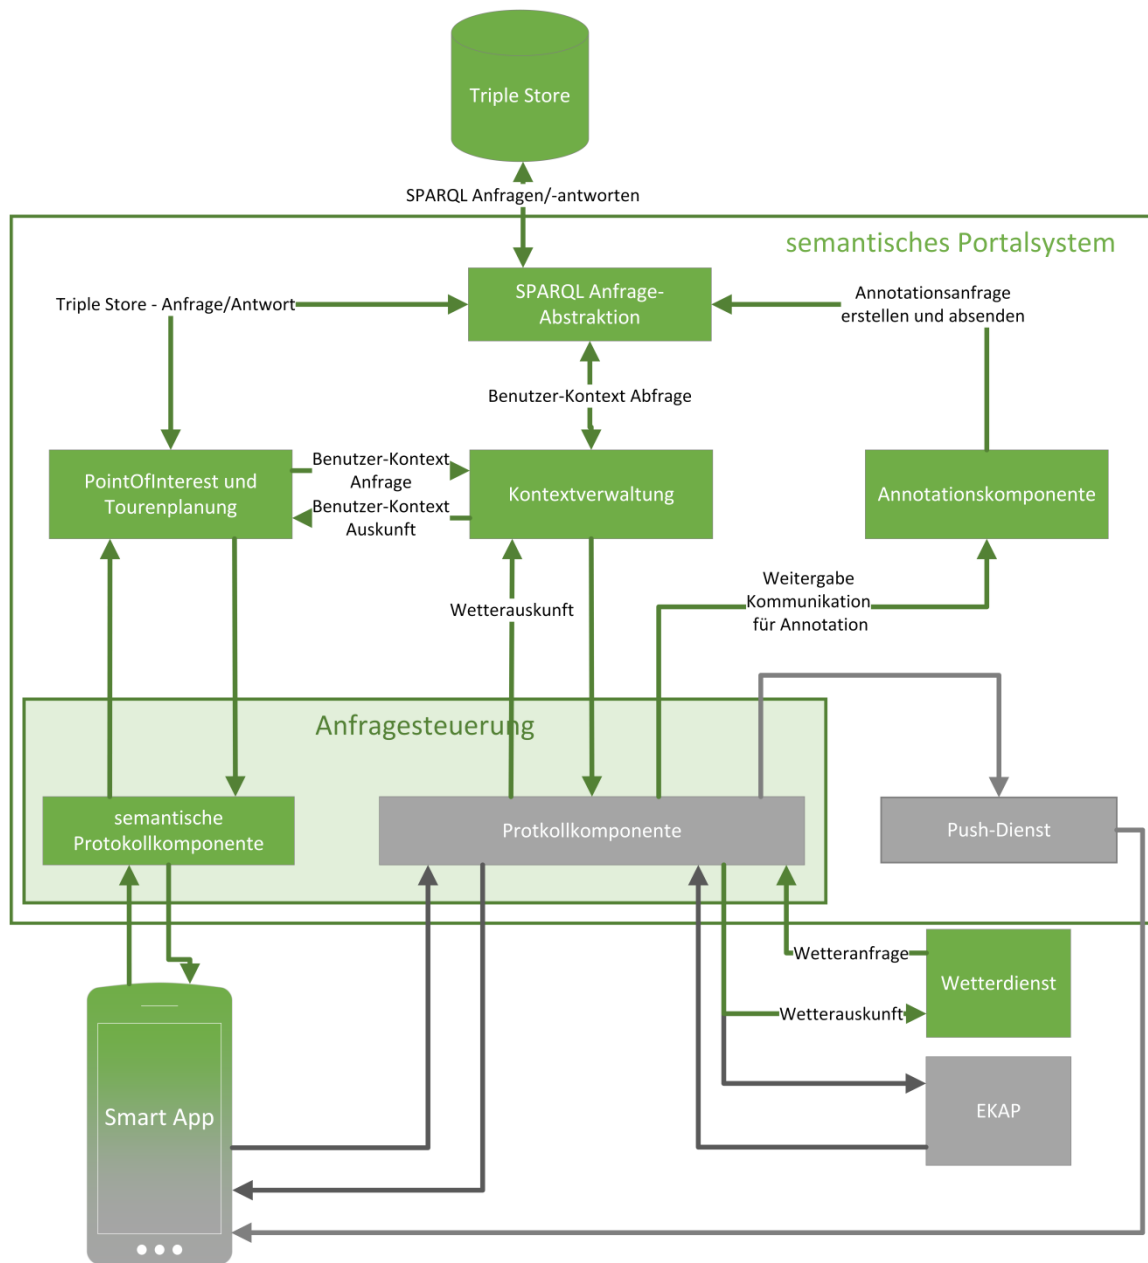 Triple Store
SPARQL Anfragen/-antworten
semantisches Portalsystem
SPARQL Anfrage-
Abstraktion
Triple Store - Anfrage/Antwort
Annotationsanfrage
erstellen und absenden
Benutzer-Kontext Abfrage
PointOfInterest und
Tourenplanung
Benutzer-Kontext
Anfrage
Benutzer-Kontext
Auskunft
Kontextverwaltung
Annotationskomponente
Wetterauskunft
Weitergabe
Kommunikation
für Annotation
Anfragesteuerung
semantische
Protokollkomponente
Protkollkomponente
Push-Dienst
Wetteranfrage
Wetterauskunft
Wetterdienst
EKAP
Smart App